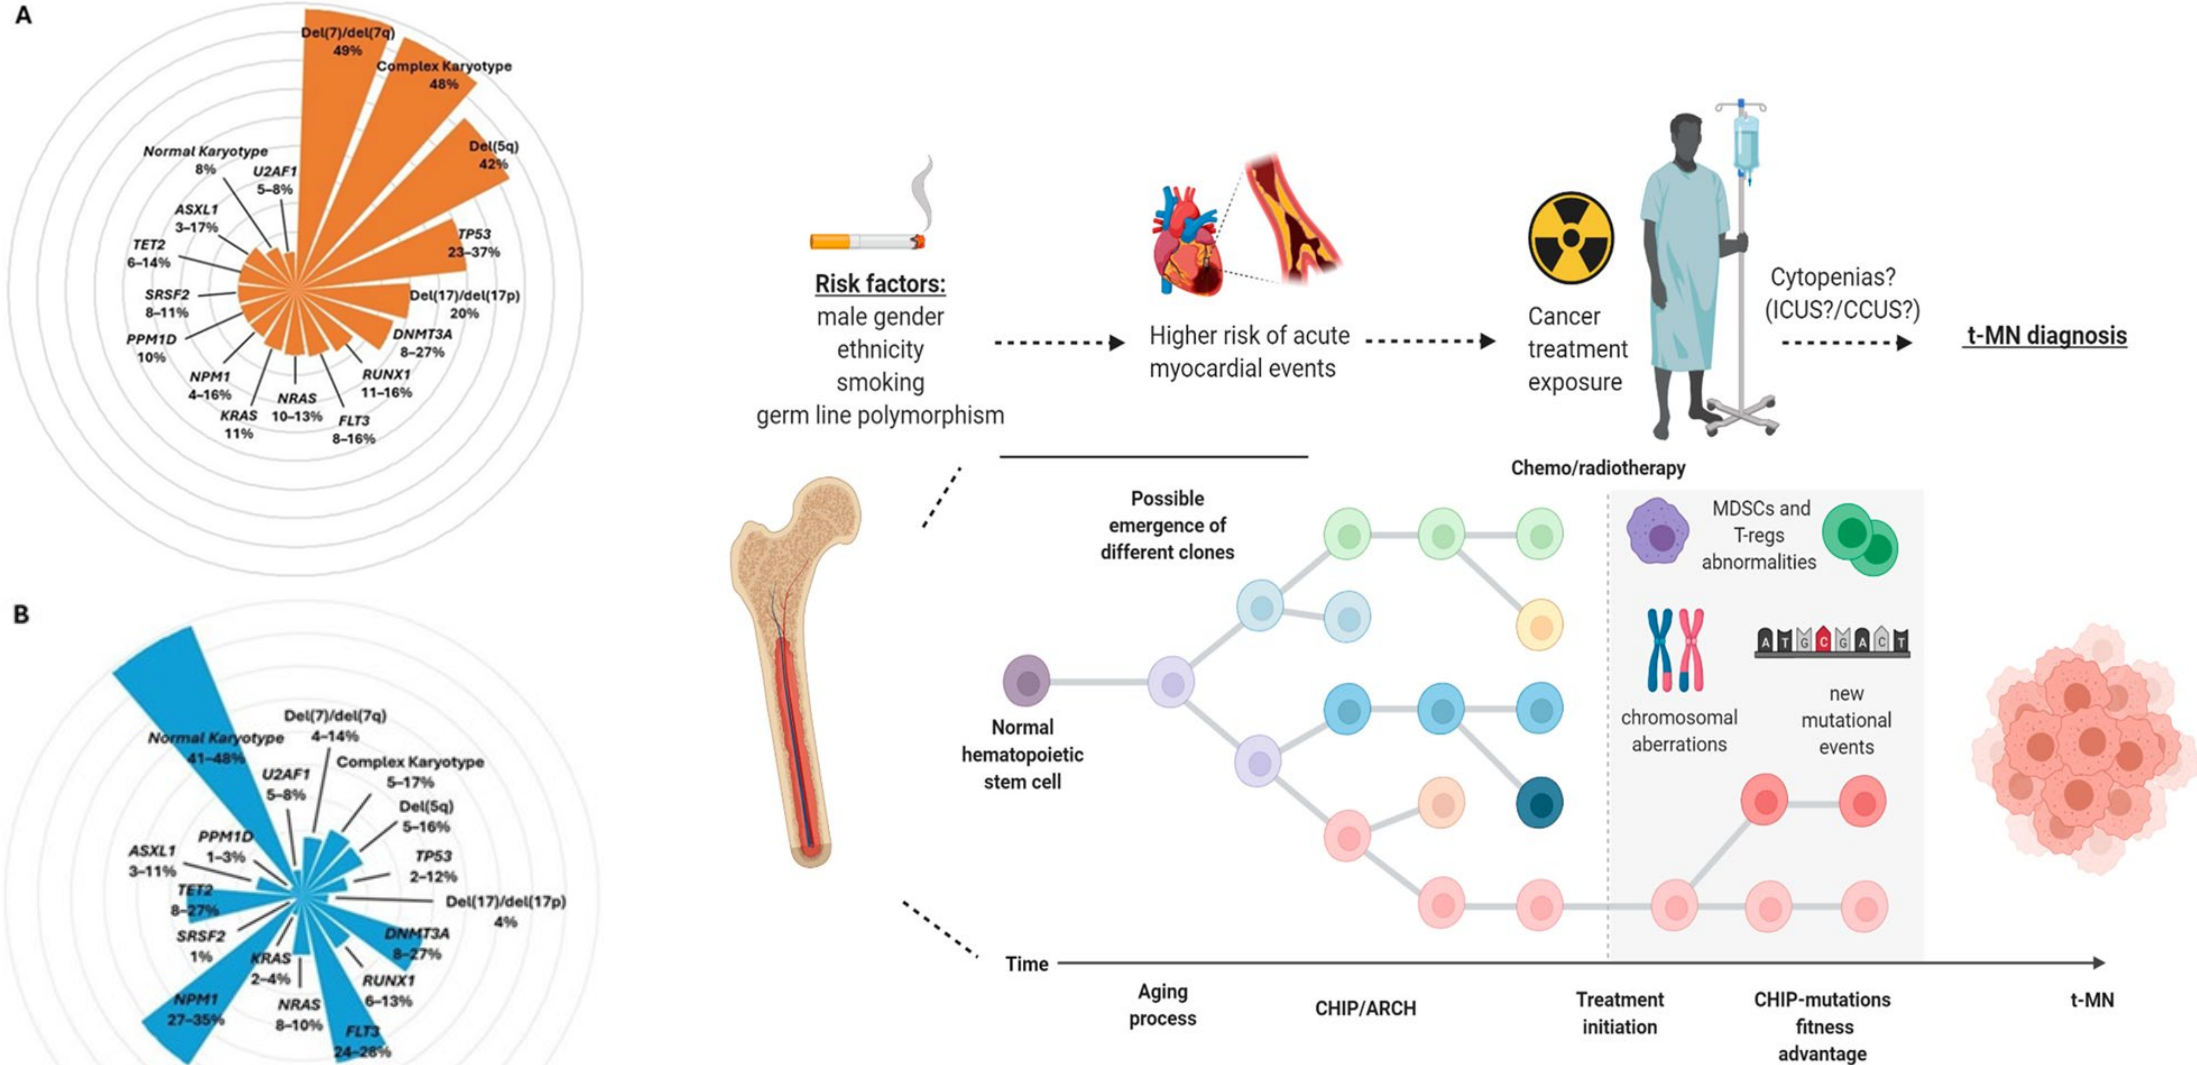 A
Del(7)/del(7q)
49%
Complex Karyotype
48%
Del(5q)
42%
TP53
23–37%
Del(17)/del(17p)
20%
DNMT3A
8–27%
RUNX1
11–16%
FLT3
8–16%
NRAS
10–13%
KRAS
11%
NPM1
4–16%
PPM1D
10%
SRSF2
8–11%
TET2
6–14%
ASXL1
3–17%
Normal Karyotype
8%
U2AF1
5–8%
B
Normal Karyotype
41–48%
Del(7)/del(7q)
4–14%
U2AF1
5–8%
Complex Karyotype
5–17%
Del(5q)
5–16%
TP53
2–12%
Del(17)/del(17p)
4%
DNMT3A
8–27%
RUNX1
6–13%
FLT3
24–28%
NRAS
8–10%
KRAS
2–4%
NPM1
27–35%
SRSF2
1%
TET2
8–27%
ASXL1
3–11%
PPM1D
1–3%
Risk factors:
male gender
ethnicity
smoking
germ line polymorphism
Higher risk of acute
myocardial events
Cancer
treatment
exposure
Cytopenias?
(ICUS?/CCUS?)
t-MN diagnosis
Chemo/radiotherapy
Possible
emergence of
different clones
Normal
hematopoietic
stem cell
MDSCs and
T-regs
abnormalities
A T G C G A C T
chromosomal
aberrations
new
mutational
events
Time
Aging
process
CHIP/ARCH
Treatment
initiation
CHIP-mutations
fitness
advantage
t-MN